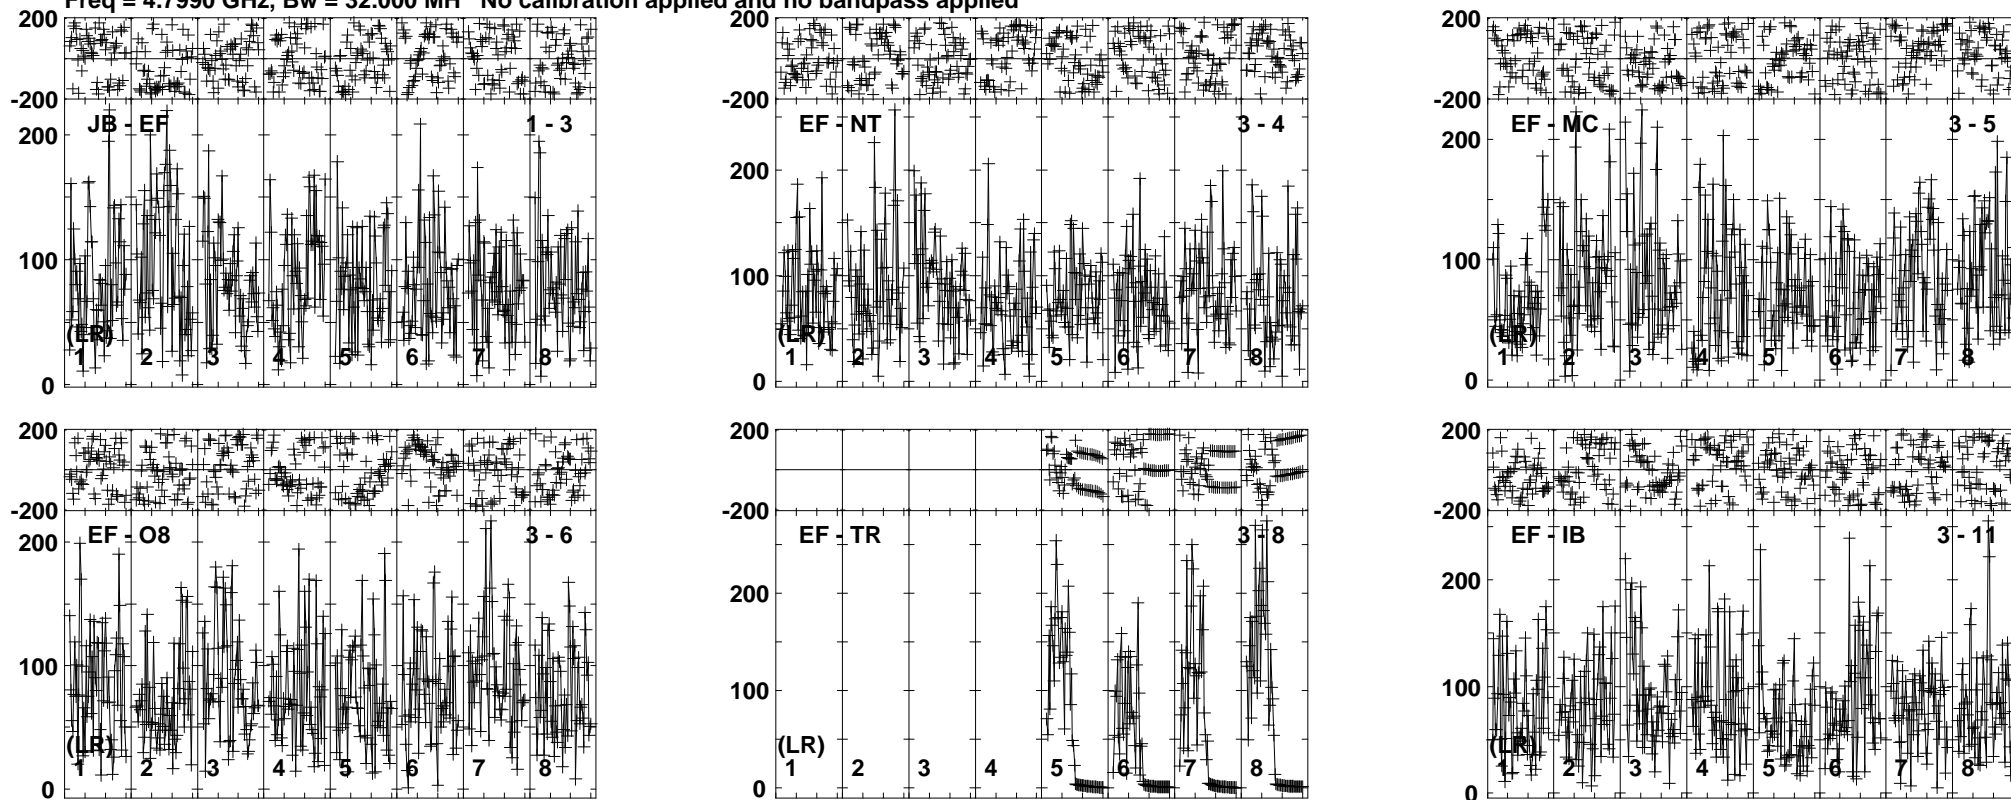 Freq = 4.7990 GHz, Bw = 32.000 MH No calibration applied and no bandpass applied
200
-200
JB - EF 1 - 3
200
100
(LR)
1 2 3 4 5 6 7 8
0
200
-200
EF - NT 3 - 4
200
100
(LR)
1 2 3 4 5 6 7 8
0
200
-200
EF - MC 3 - 5
200
100
(LR)
1 2 3 4 5 6 7 8
0
200
-200
EF - O8 3 - 6
200
100
(LR)
1 2 3 4 5 6 7 8
0
200
-200
EF - TR 3 - 8
200
100
(LR)
1 2 3 4 5 6 7 8
0
200
-200
EF - IB 3 - 11
200
100
(LR)
1 2 3 4 5 6 7 8
0